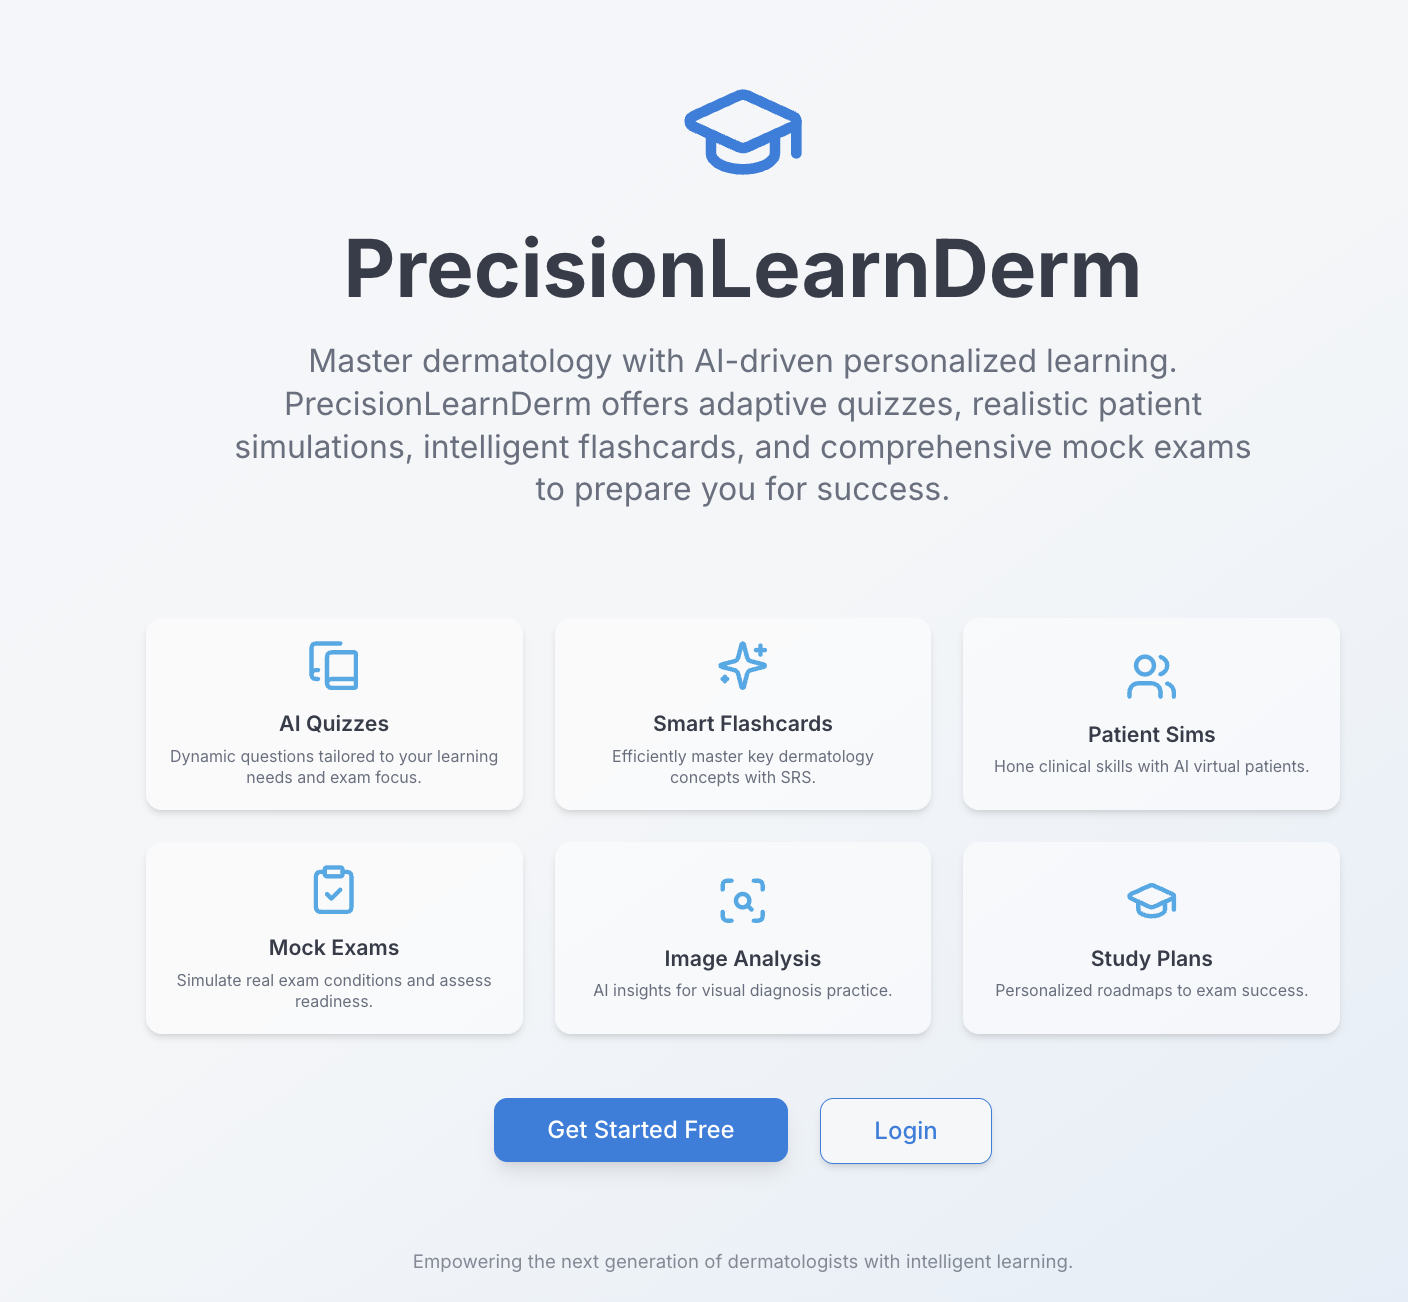 PrecisionLearnDerm
Master dermatology with AI-driven personalized learning.
PrecisionLearnDerm offers adaptive quizzes, realistic patient
simulations, intelligent flashcards, and comprehensive mock exams
to prepare you for success.
AI Quizzes
Dynamic questions tailored to your learning
needs and exam focus.
Smart Flashcards
Efficiently master key dermatology
concepts with SRS.
Patient Sims
Hone clinical skills with AI virtual patients.
Mock Exams
Simulate real exam conditions and assess
readiness.
Image Analysis
AI insights for visual diagnosis practice.
Study Plans
Personalized roadmaps to exam success.
Get Started Free
Login
Empowering the next generation of dermatologists with intelligent learning.